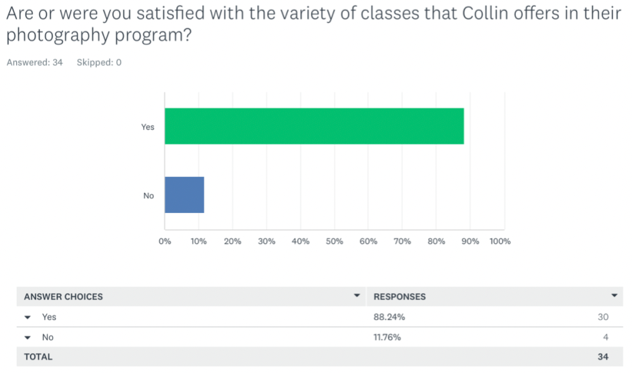 Are or were you satisfied with the variety of classes that Collin offers in their
photography program?
Answered: 34 Skipped: 0
Yes
No
0% 10% 20% 30% 40% 50% 60% 70% 80% 90% 100%
ANSWER CHOICES RESPONSES
Yes 88.24% 30
No 11.76% 4
TOTAL 34